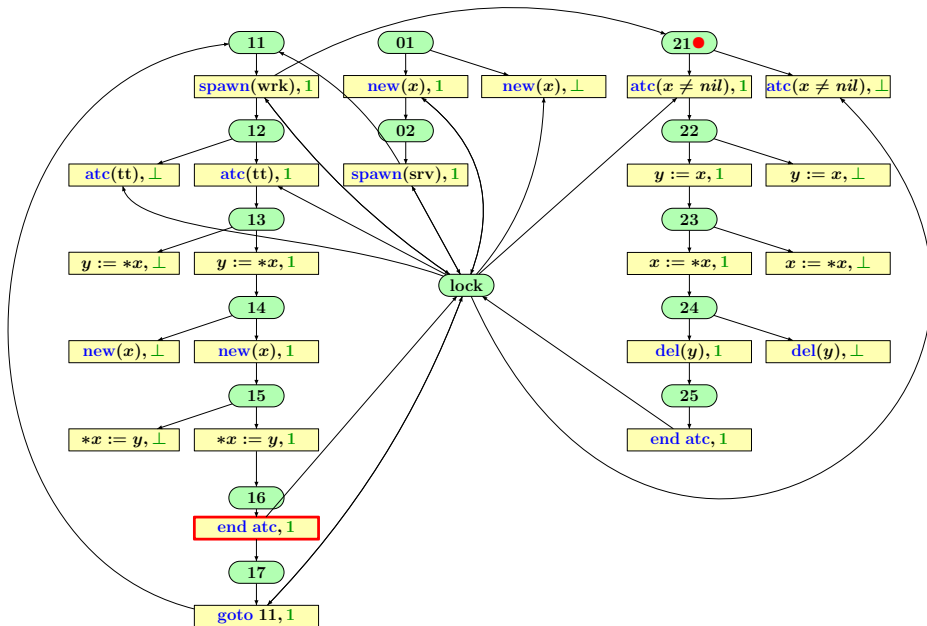 11 01 21
spawn(wrk), 1 new(x), 1 new(x), ⊥ atc(x ≠ nil), 1 atc(x ≠ nil), ⊥
12 02 22
atc(tt), ⊥ atc(tt), 1 spawn(srv), 1 y := x, 1 y := x, ⊥
13 23
y := *x, ⊥ y := *x, 1 x := *x, 1 x := *x, ⊥
lock
14 24
new(x), ⊥ new(x), 1 del(y), 1 del(y), ⊥
15 25
*x := y, ⊥ *x := y, 1 end atc, 1
16
end atc, 1
17
goto 11, 1